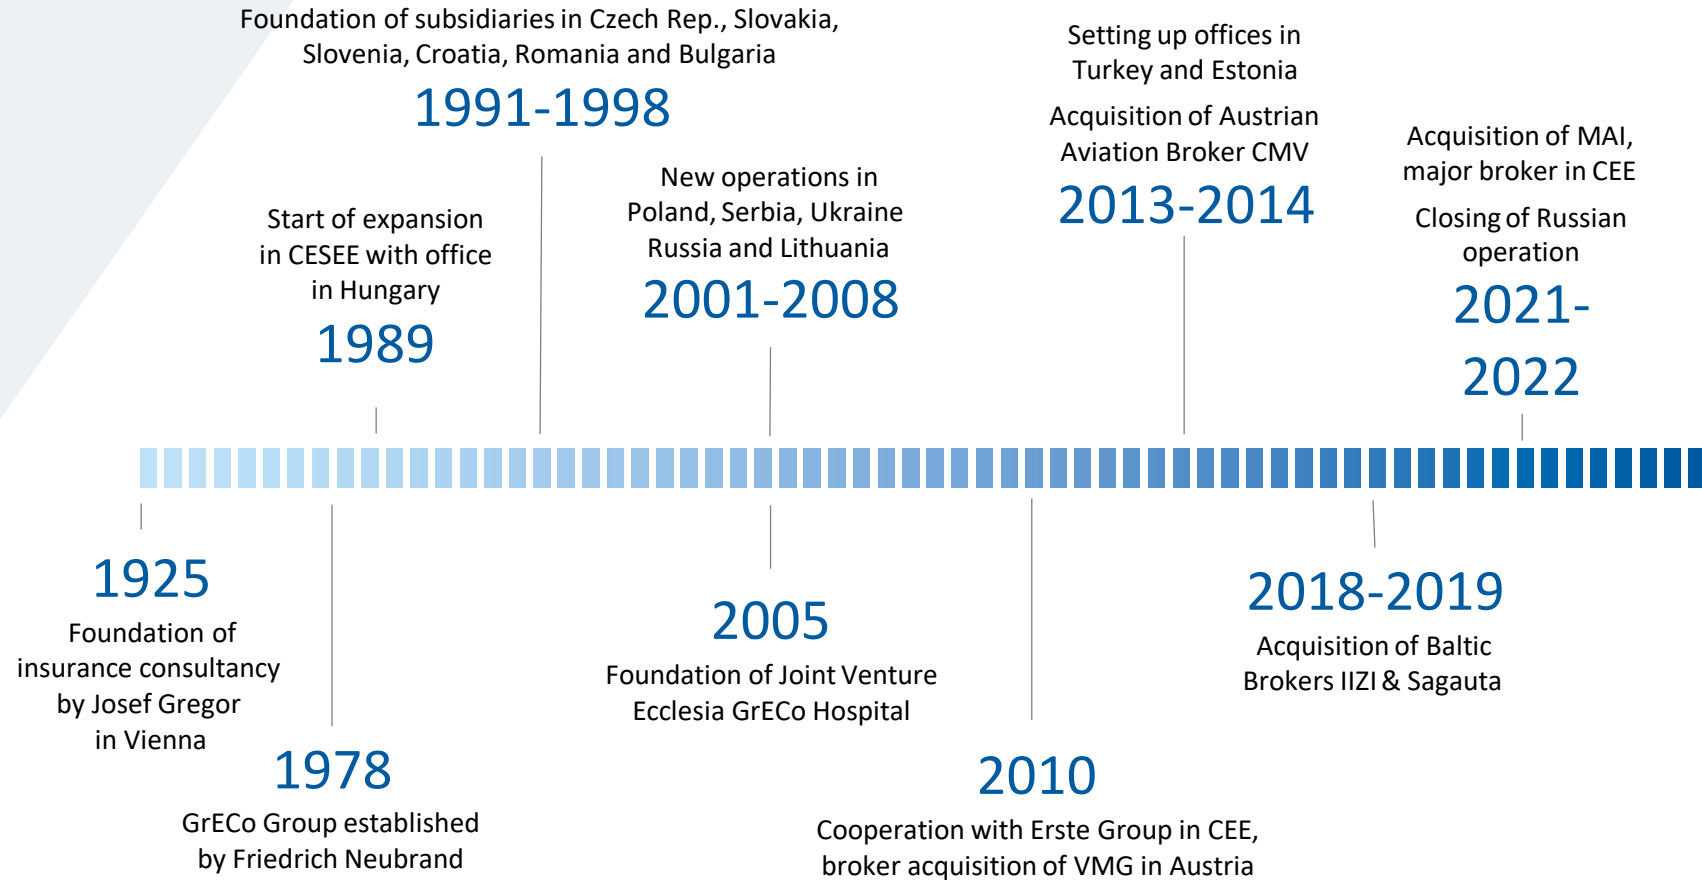 Foundation of subsidiaries in Czech Rep., Slovakia,
Slovenia, Croatia, Romania and Bulgaria
1991-1998
Setting up offices in
Turkey and Estonia
Acquisition of Austrian
Aviation Broker CMV
2013-2014
Acquisition of MAI,
major broker in CEE
Closing of Russian
operation
2021-
2022
New operations in
Poland, Serbia, Ukraine
Russia and Lithuania
2001-2008
Start of expansion
in CESEE with office
in Hungary
1989
1925
Foundation of
insurance consultancy
by Josef Gregor
in Vienna
1978
GrECo Group established
by Friedrich Neubrand
2005
Foundation of Joint Venture
Ecclesia GrECo Hospital
2010
Cooperation with Erste Group in CEE,
broker acquisition of VMG in Austria
2018-2019
Acquisition of Baltic
Brokers IIZI & Sagauta